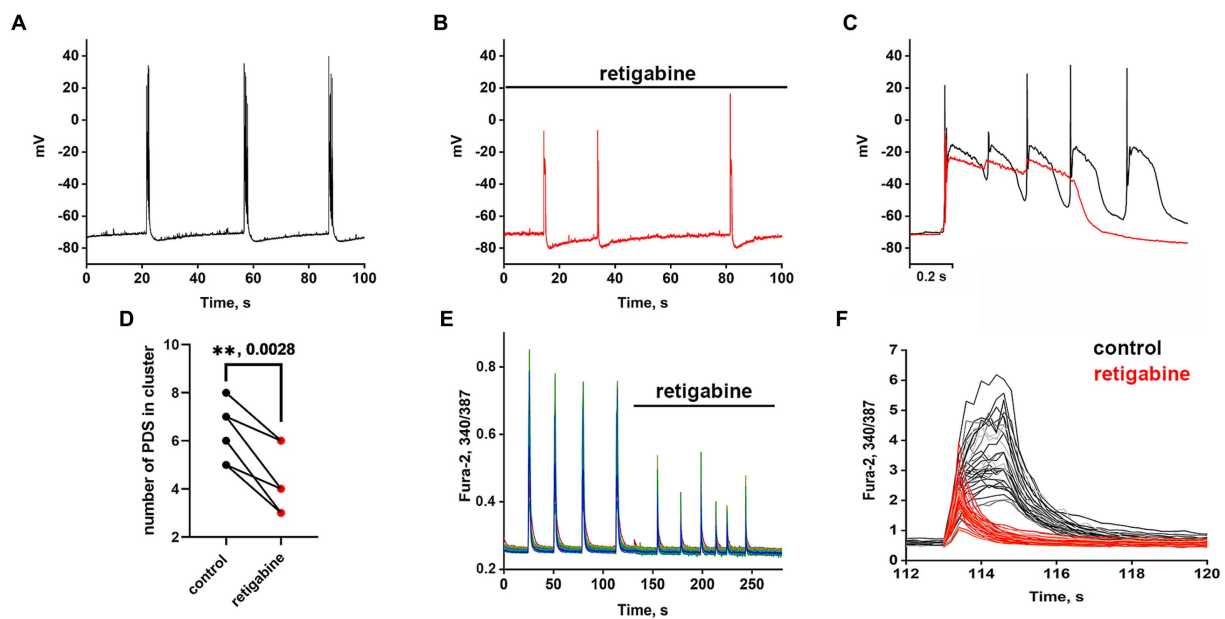 A
mV
40
20
0
-20
-40
-60
-80
0 20 40 60 80 100
Time, s
B
retigabine
mV
40
20
0
-20
-40
-60
-80
0 20 40 60 80 100
Time, s
C
mV
40
20
0
-20
-40
-60
-80
0.2 s
D
**, 0.0028
number of PDS in cluster
10
8
6
4
2
control
retigabine
E
retigabine
Fura-2, 340/387
0.8
0.6
0.4
0.2
0 50 100 150 200 250
Time, s
F
control
retigabine
Fura-2, 340/387
7
6
5
4
3
2
1
0
112 114 116 118 120
Time, s